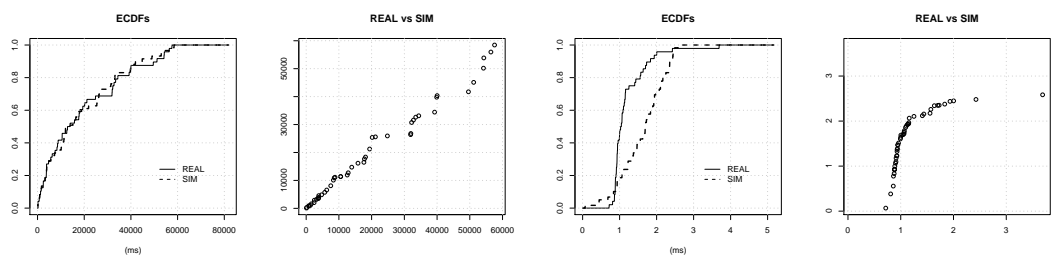 ECDFs
1.0
0.8
0.6
0.4
0.2
0.0
REAL
SIM
0 20000 40000 60000 80000
(ms)
REAL vs SIM
50000
30000
10000
0
0 10000 20000 30000 40000 50000 60000
ECDFs
1.0
0.8
0.6
0.4
0.2
0.0
REAL
SIM
0 1 2 3 4 5
(ms)
REAL vs SIM
3
2
1
0
0 1 2 3